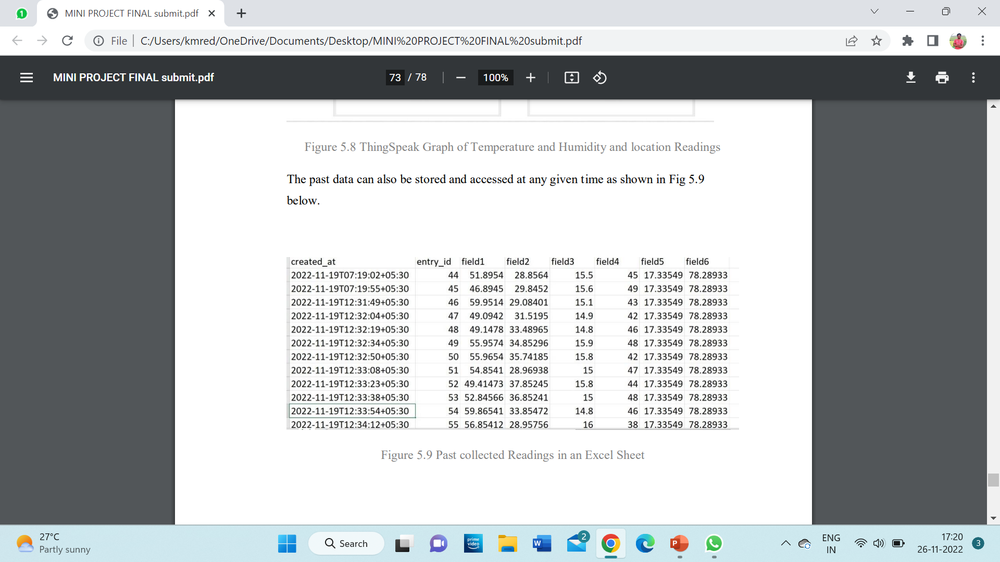 1
MINI PROJECT FINAL submit.pdf
File
C:/Users/kmred/OneDrive/Documents/Desktop/MINI%20PROJECT%20FINAL%20submit.pdf
MINI PROJECT FINAL submit.pdf
73 / 78
100%
Figure 5.8 ThingSpeak Graph of Temperature and Humidity and location Readings
The past data can also be stored and accessed at any given time as shown in Fig 5.9
below.
created_at entry_id field1 field2 field3 field4 field5 field6
2022-11-19T07:19:02+05:30 44 51.8954 28.8564 15.5 45 17.33549 78.28933
2022-11-19T07:19:55+05:30 45 46.8945 29.8452 15.6 49 17.33549 78.28933
2022-11-19T12:31:49+05:30 46 59.9514 29.08401 15.1 43 17.33549 78.28933
2022-11-19T12:32:04+05:30 47 49.0942 31.5195 14.9 42 17.33549 78.28933
2022-11-19T12:32:19+05:30 48 49.1478 33.48965 14.8 46 17.33549 78.28933
2022-11-19T12:32:34+05:30 49 55.9574 34.85296 15.9 48 17.33549 78.28933
2022-11-19T12:32:50+05:30 50 55.9654 35.74185 15.8 42 17.33549 78.28933
2022-11-19T12:33:08+05:30 51 54.8541 28.96938 15 47 17.33549 78.28933
2022-11-19T12:33:23+05:30 52 49.41473 37.85245 15.8 44 17.33549 78.28933
2022-11-19T12:33:38+05:30 53 52.84566 36.85241 15 48 17.33549 78.28933
2022-11-19T12:33:54+05:30 54 59.86541 33.85472 14.8 46 17.33549 78.28933
2022-11-19T12:34:12+05:30 55 56.85412 28.95756 16 38 17.33549 78.28933
Figure 5.9 Past collected Readings in an Excel Sheet
27°C
Partly sunny
Search
prime
video
W
2
P
ENG
IN
17:20
26-11-2022
3